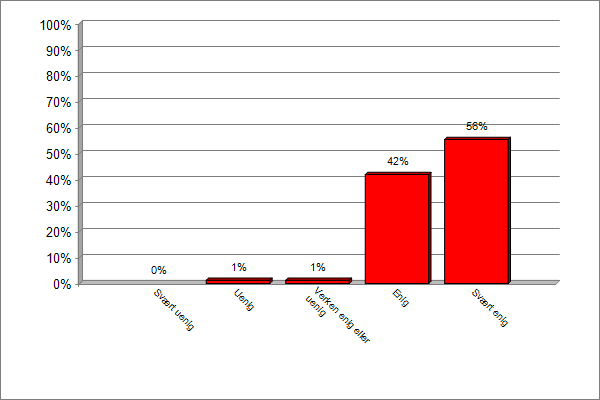 100%
90%
80%
70%
60%
50%
40%
30%
20%
10%
0%
0%
1%
1%
42%
56%
Svært uenig
Uenig
Verken enig eller
uenig
Enig
Svært enig